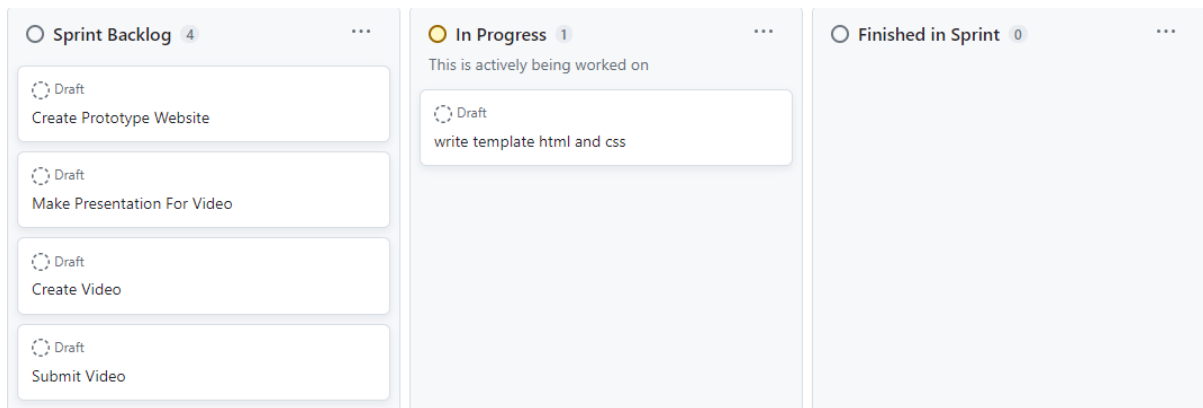 Sprint Backlog 4
Draft
Create Prototype Website
Draft
Make Presentation For Video
Draft
Create Video
Draft
Submit Video
In Progress 1
This is actively being worked on
Draft
write template html and css
Finished in Sprint 0